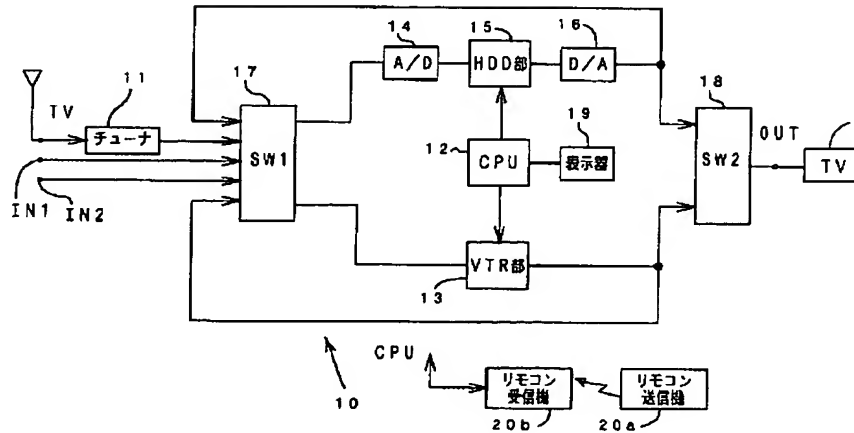 14
15
16
A/D
HDD部
D/A
17
11
TV
チューナ
SW1
18
19
12
CPU
表示器
OUT
SW2
TV
IN1
IN2
VTR部
13
CPU
10
リモコン
受信機
リモコン
送信機
20b
20a